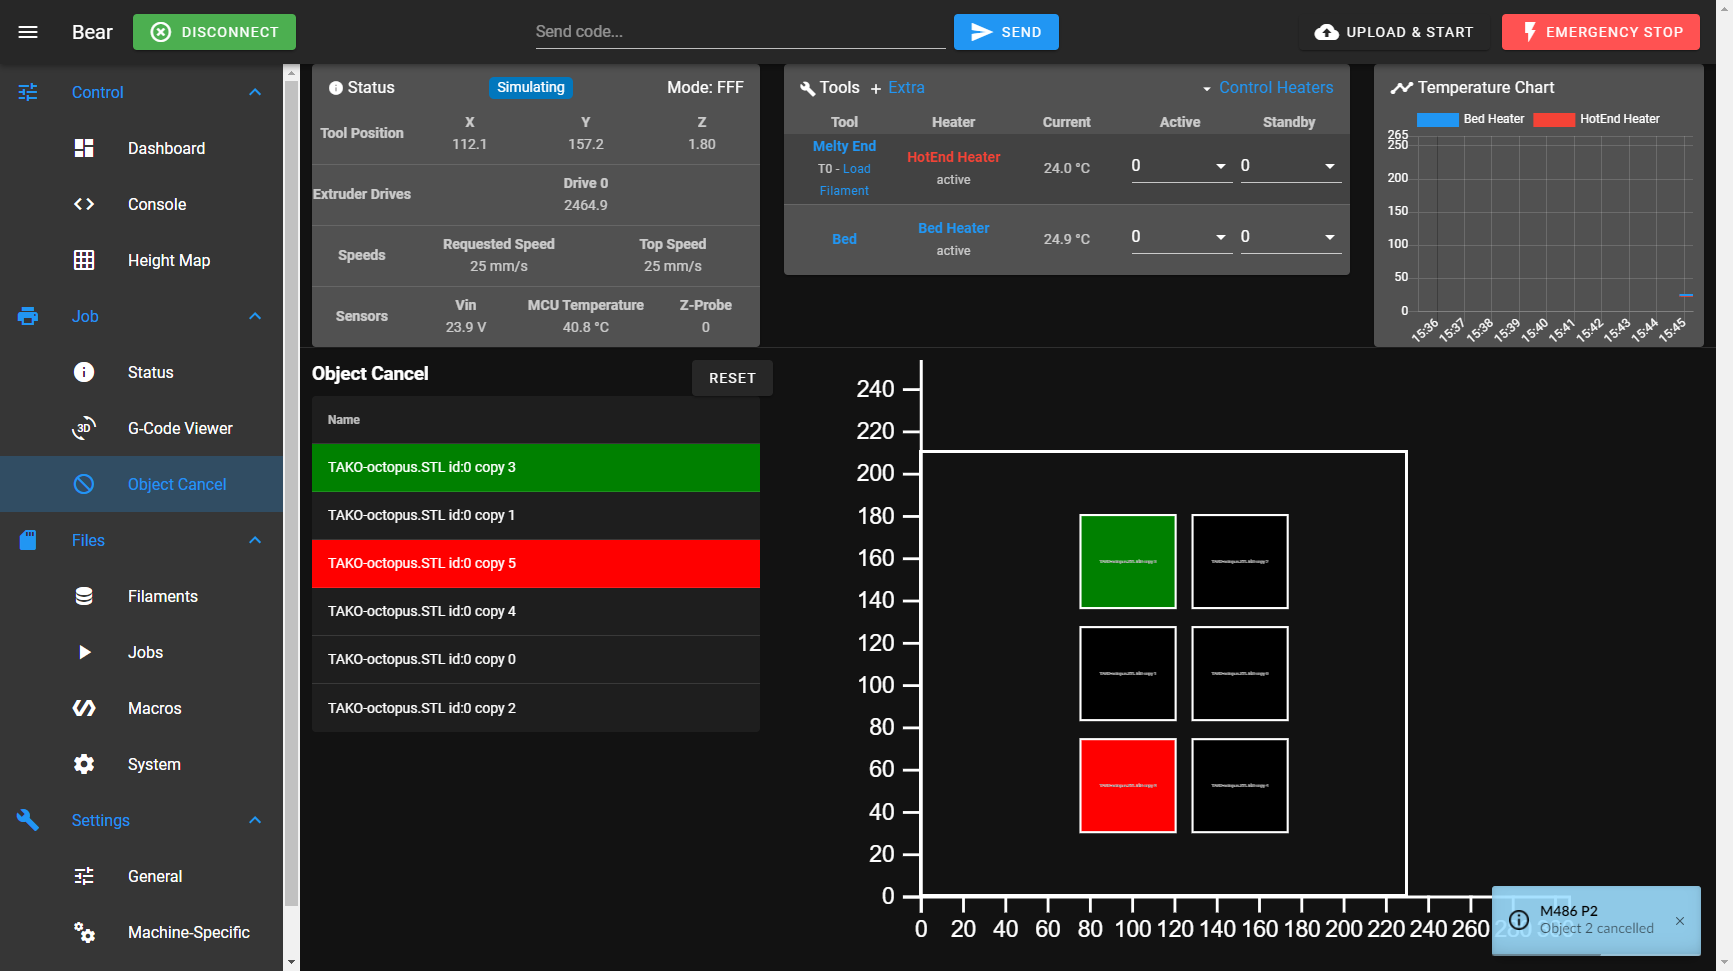 Bear
DISCONNECT
Send code...
SEND
UPLOAD & START
EMERGENCY STOP
Control
Dashboard
Console
Height Map
Job
Status
3D
G-Code Viewer
Object Cancel
Files
Filaments
Jobs
Macros
System
Settings
General
Machine-Specific
Status
Simulating
Mode: FFF
Tool Position
X
Y
Z
112.1
157.2
1.80
Extruder Drives
Drive 0
2464.9
Speeds
Requested Speed
Top Speed
25 mm/s
25 mm/s
Sensors
Vin
MCU Temperature
Z-Probe
23.9 V
40.8 °C
0
Tools
+ Extra
Control Heaters
Tool
Heater
Current
Active
Standby
Melty End
T0 - Load
Filament
HotEnd Heater
active
24.0 °C
0
0
Bed
Bed Heater
active
24.9 °C
0
0
Temperature Chart
Bed Heater
HotEnd Heater
265
250
200
150
100
50
0
15:36
15:37
15:38
15:39
15:40
15:41
15:42
15:43
15:44
15:45
Object Cancel
RESET
Name
TAKO-octopus.STL id:0 copy 3
TAKO-octopus.STL id:0 copy 1
TAKO-octopus.STL id:0 copy 5
TAKO-octopus.STL id:0 copy 4
TAKO-octopus.STL id:0 copy 0
TAKO-octopus.STL id:0 copy 2
240
220
200
180
160
140
120
100
80
60
40
20
0
0 20 40 60 80 100 120 140 160 180 200 220 240 260 280 300
M486 P2
Object 2 cancelled